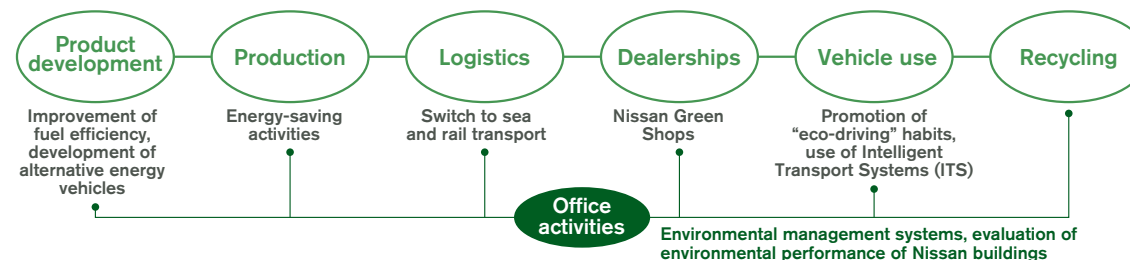 Product
development
Production
Logistics
Dealerships
Vehicle use
Recycling
Improvement of
fuel efficiency,
development of
alternative energy
vehicles
Energy-saving
activities
Switch to sea
and rail transport
Nissan Green
Shops
Promotion of
“eco-driving” habits,
use of Intelligent
Transport Systems (ITS)
Office
activities
Environmental management systems, evaluation of
environmental performance of Nissan buildings